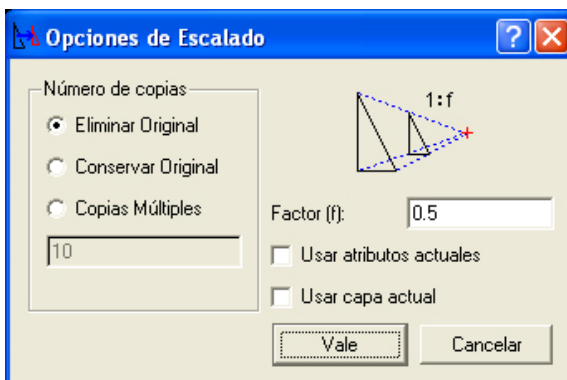 Opciones de Escalado
Número de copias
Eliminar Original
Conservar Original
Copias Múltiples
10
1:f
Factor (f): 0.5
Usar atributos actuales
Usar capa actual
Vale Cancelar